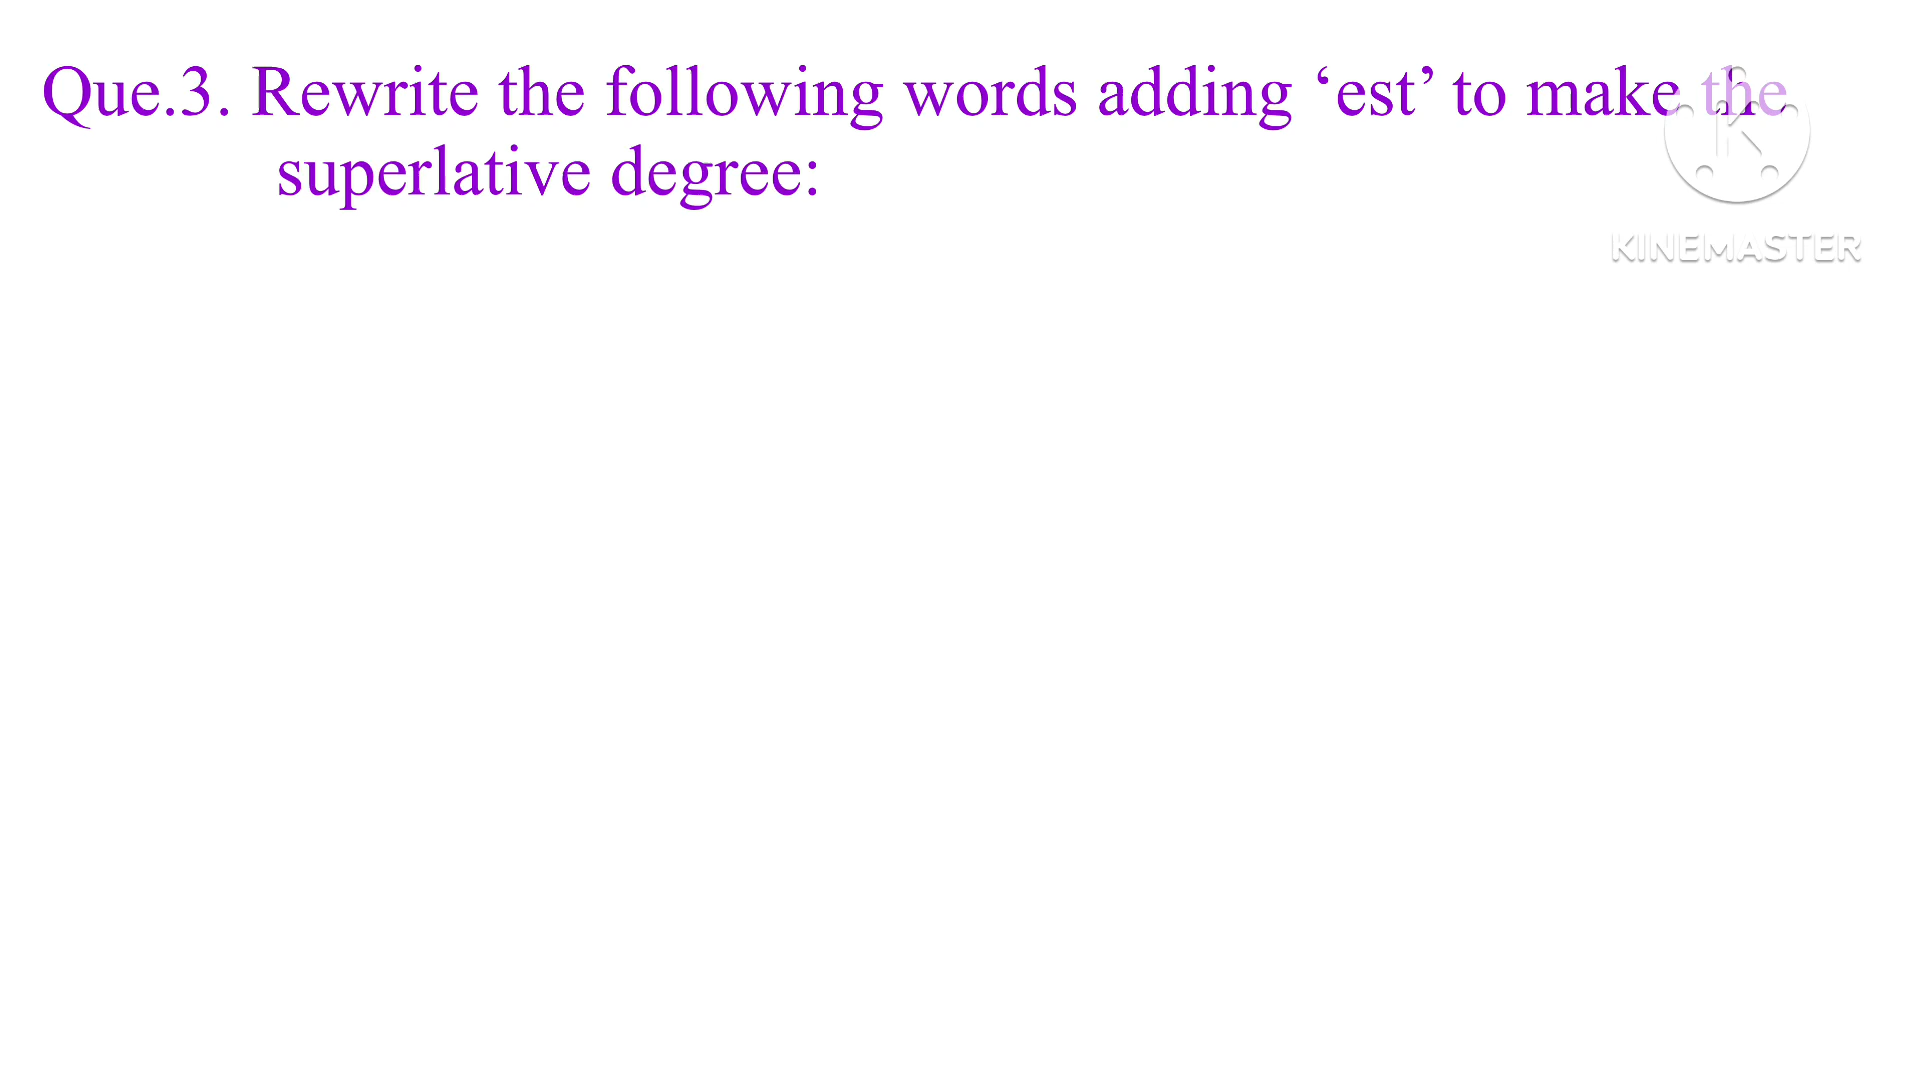 Que.3. Rewrite the following words adding ‘est’ to make the
superlative degree:
KINEMASTER